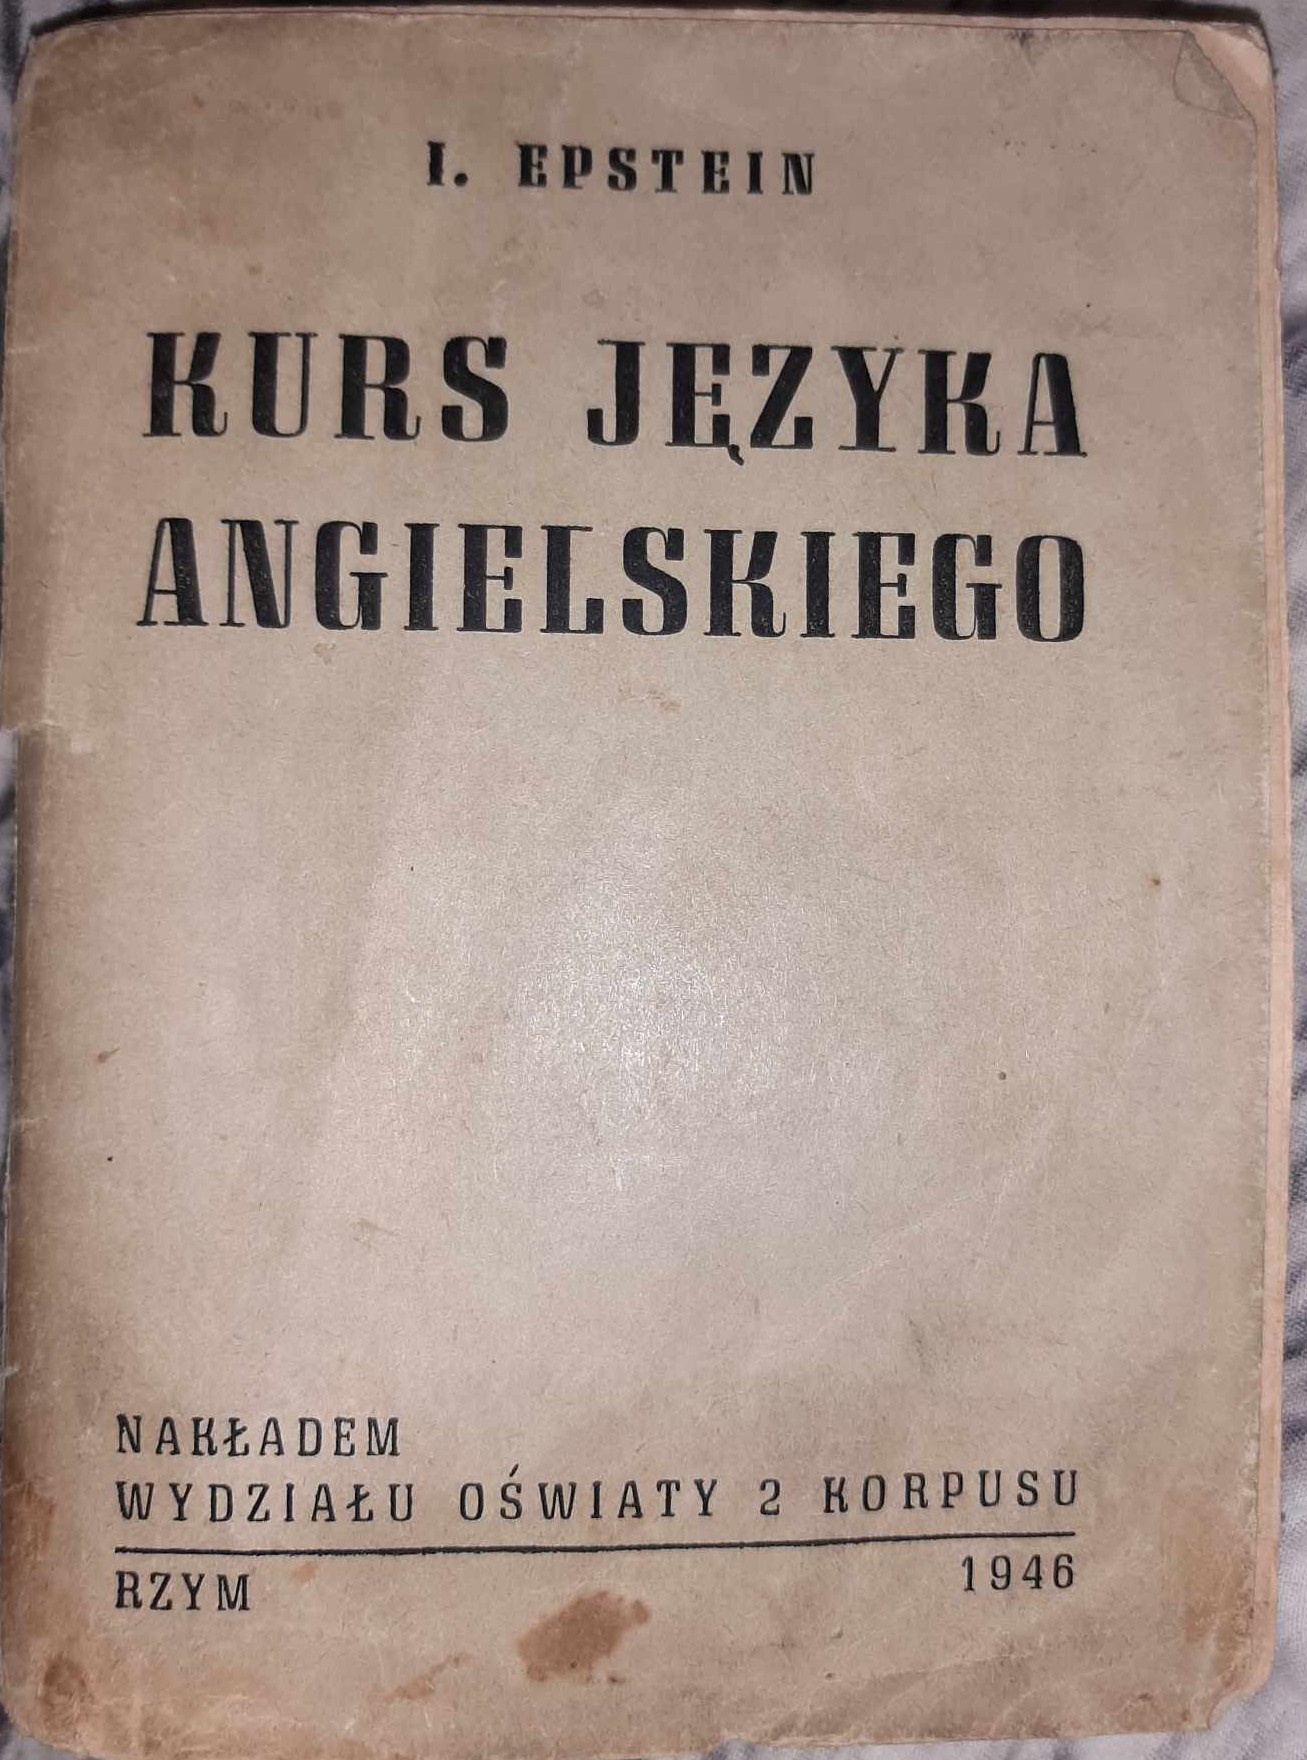 I. EPSTEIN
KURS JĘZYKA
ANGIELSKIEGO
NAKŁADEM
WYDZIAŁU OŚWIATY 2 KORPUSU
RZYM 1946